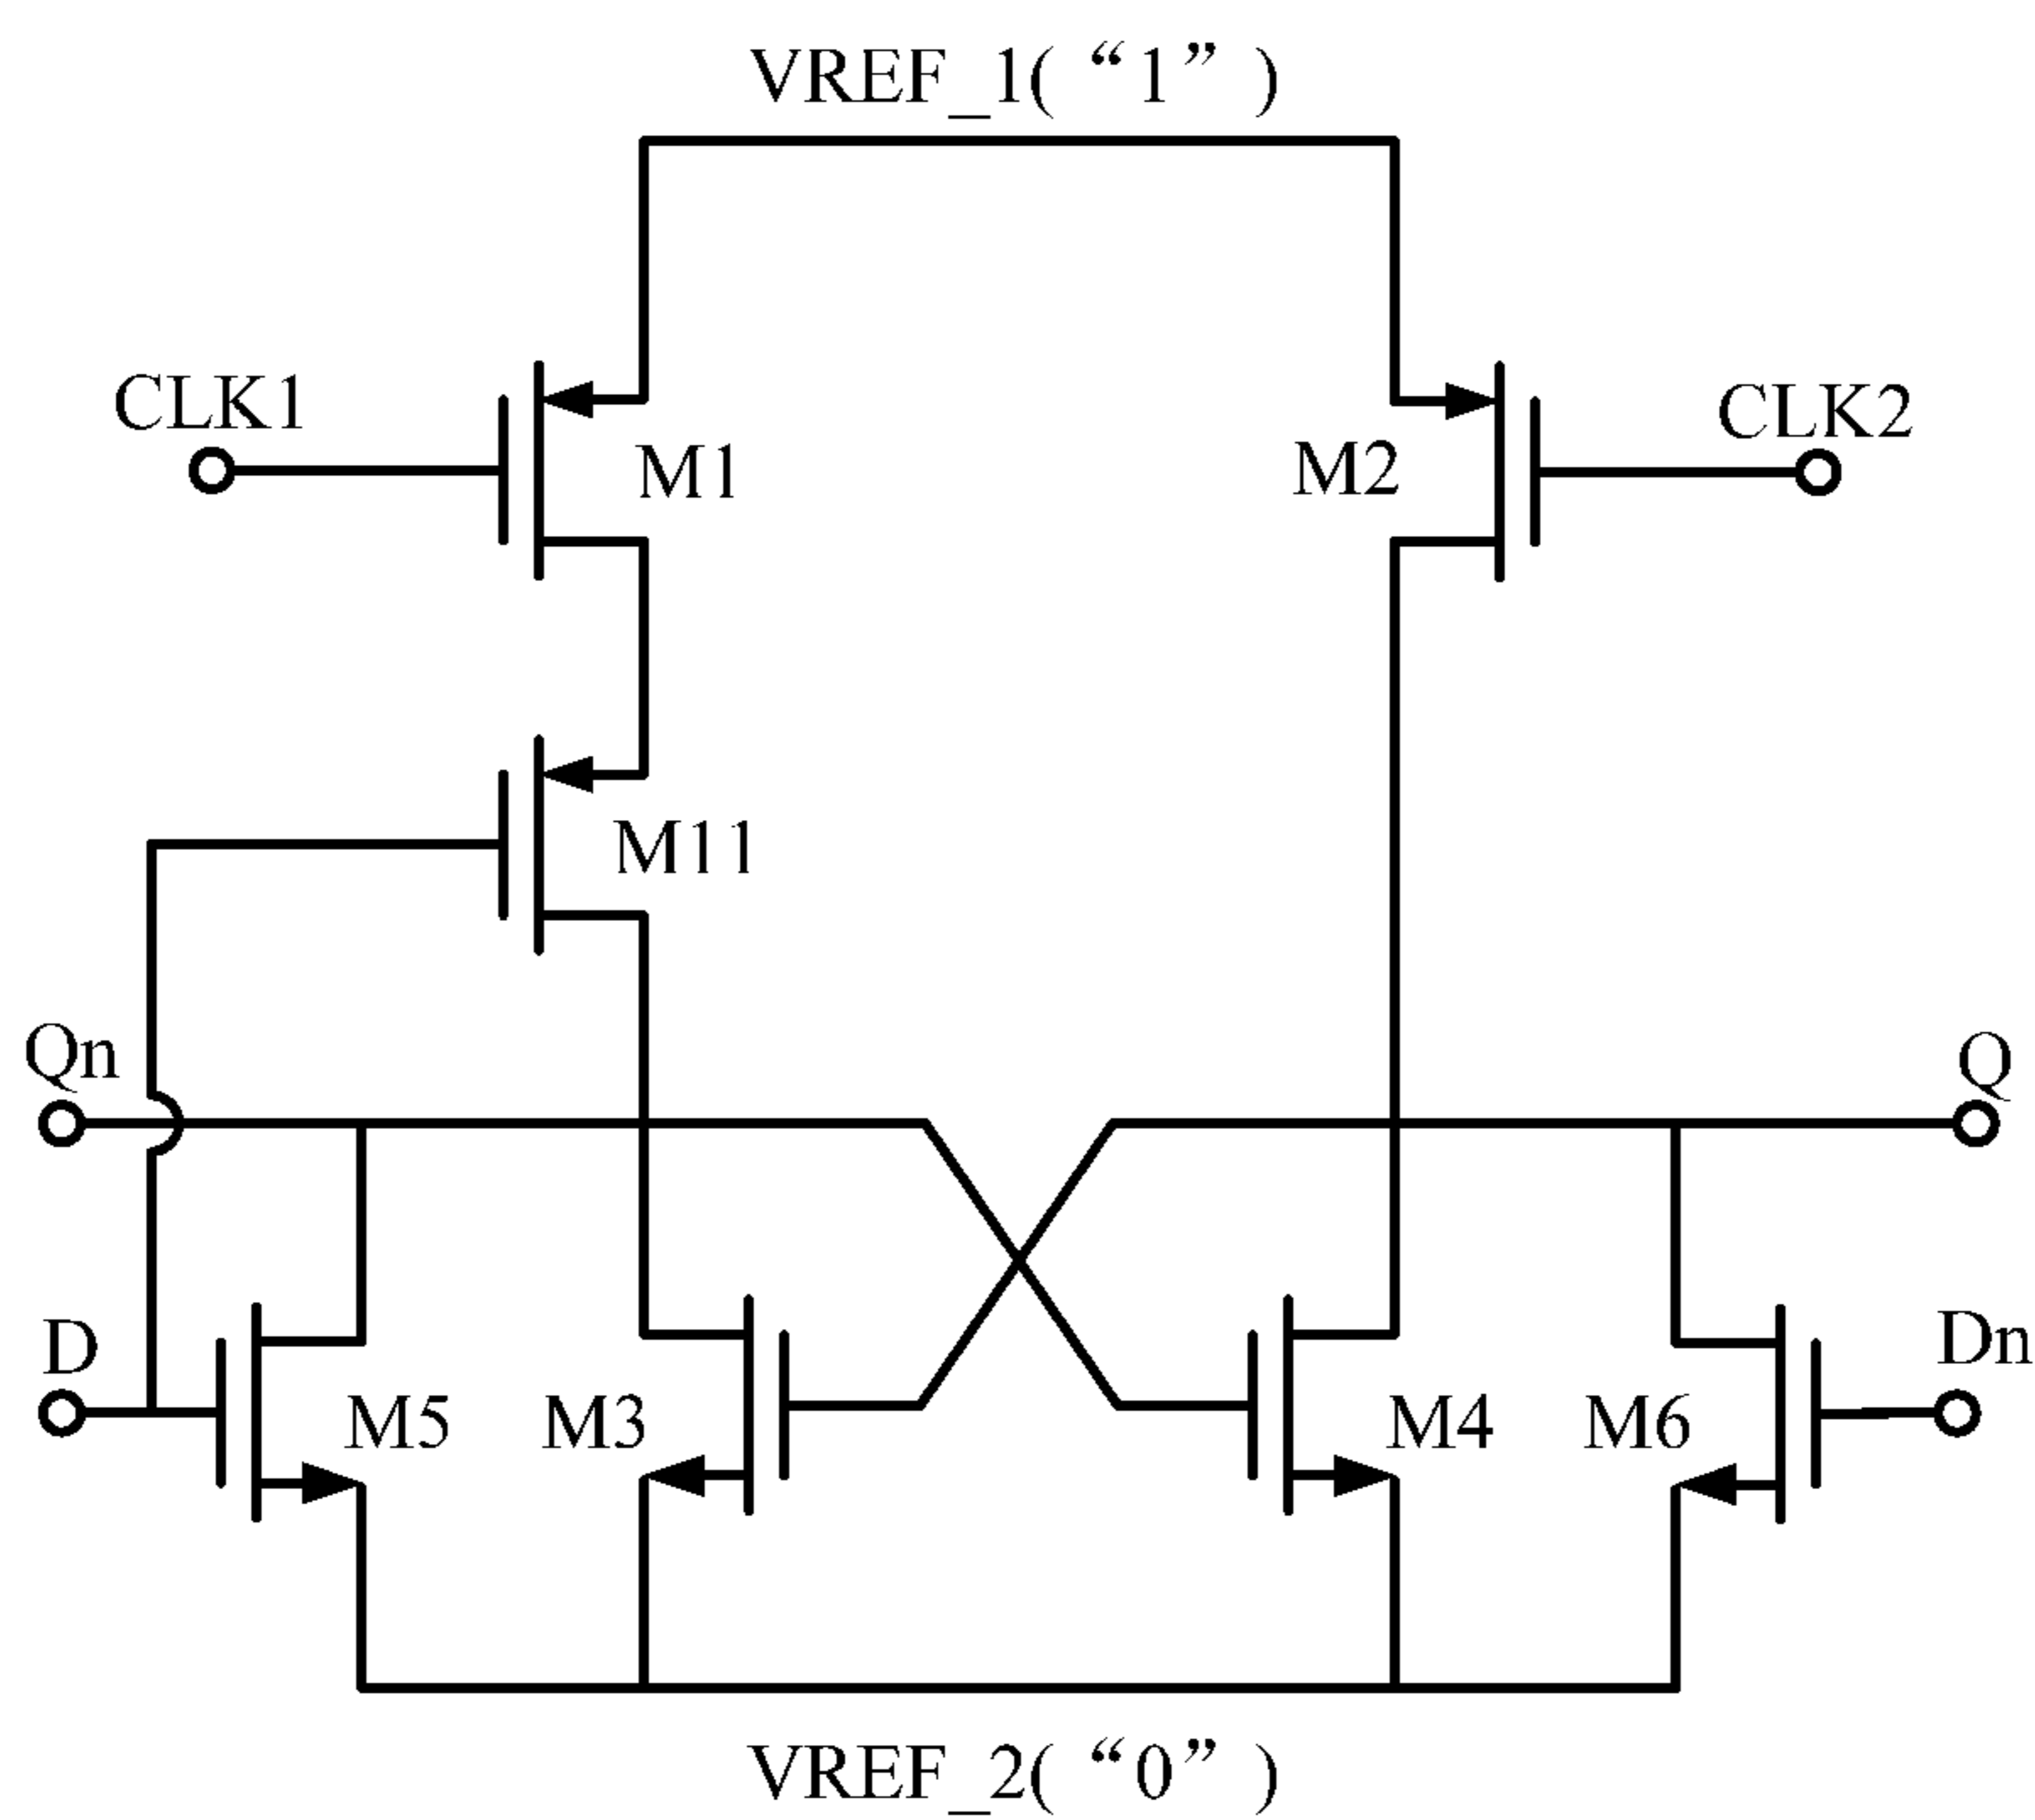 VREF_1(“1”)
CLK1
CLK2
M1
M2
M11
Qn
Q
D
Dn
M5
M3
M4
M6
VREF_2(“0”)